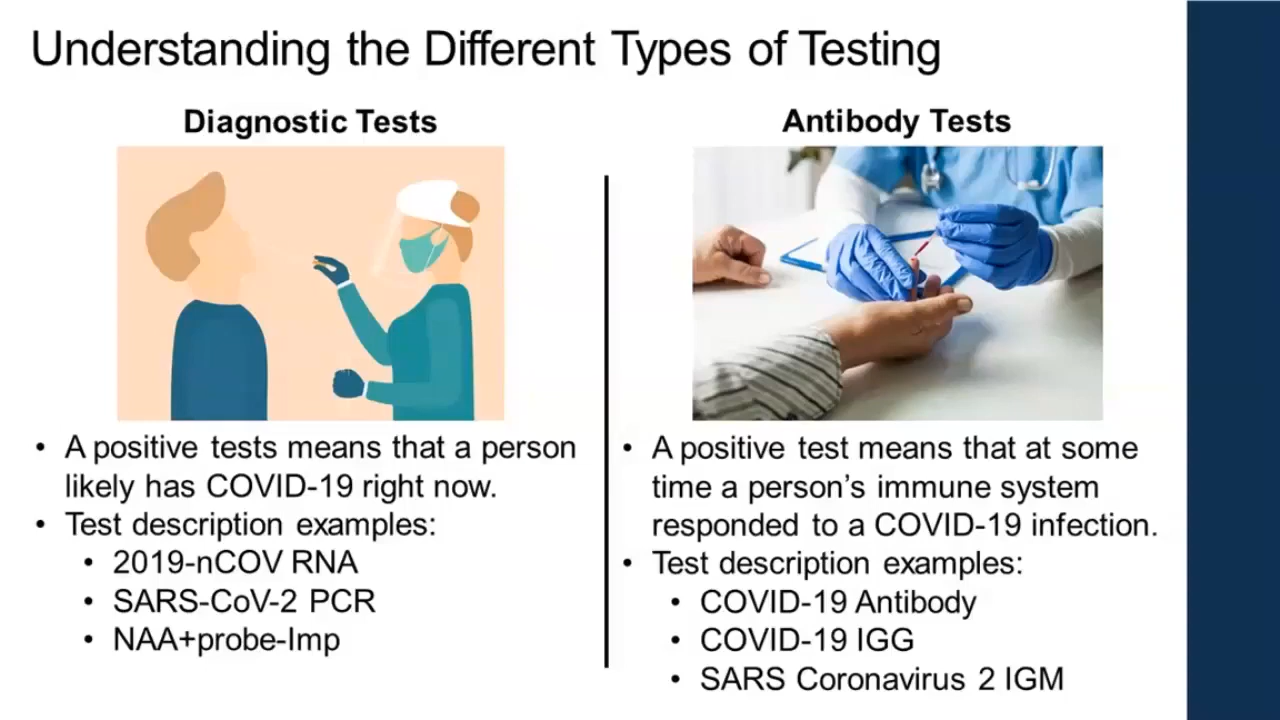 Understanding the Different Types of Testing
Diagnostic Tests
• A positive tests means that a person
likely has COVID-19 right now.
• Test description examples:
• 2019-nCOV RNA
• SARS-CoV-2 PCR
• NAA+probe-Imp
Antibody Tests
• A positive test means that at some
time a person’s immune system
responded to a COVID-19 infection.
• Test description examples:
• COVID-19 Antibody
• COVID-19 IGG
• SARS Coronavirus 2 IGM